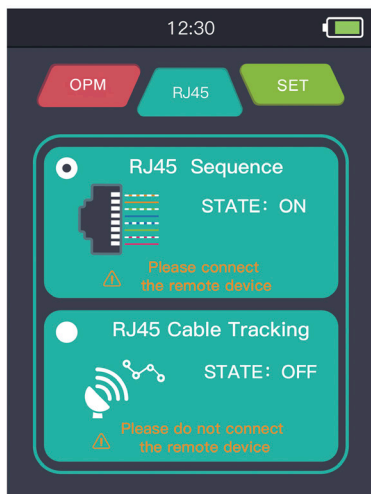 12:30
OPM
RJ45
SET
RJ45 Sequence
STATE: ON
Please connect
the remote device
RJ45 Cable Tracking
STATE: OFF
Please do not connect
the remote device